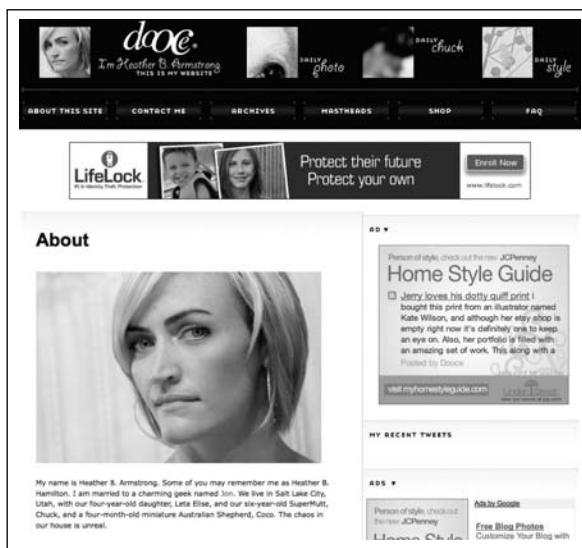 dooce®
I'm Heather B. Armstrong.
THIS IS MY WEBSITE
DAILY photo
DAILY chuck
DAILY style
ABOUT THIS SITE CONTACT ME ARCHIVES MASTHEADS SHOP FAQ
LifeLock
#1 In Identity Theft Protection
Protect their future
Protect your own
Enroll Now
www.lifelock.com
About
My name is Heather B. Armstrong. Some of you may remember me as Heather B.
Hamilton. I am married to a charming geek named Jon. We live in Salt Lake City,
Utah, with our four-year-old daughter, Leta Elise, and our six-year-old SuperMutt,
Chuck, and a four-month-old miniature Australian Shepherd, Coco. The chaos in
our house is unreal.
AD ▼
Person of style, check out the new JCPenney
Home Style Guide
Jerry loves his dotty quiff print I
bought this print from an illustrator named
Kate Wilson, and although her etsy shop is
empty right now it's definitely one to keep
an eye on. Also, her portfolio is filled with
an amazing set of work. This along with a
Posted by Dooce
visit myhomestyleguide.com
MY RECENT TWEETS
ADS ▼
Person of style, check out
the new JCPenney
Home Style
Ads by Google
Free Blog Photos
Customize Your Blog with